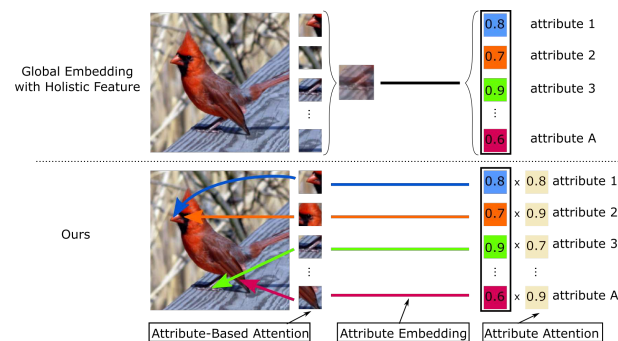 Global Embedding
with Holistic Feature
0.8 attribute 1
0.7 attribute 2
0.9 attribute 3
⋮ ⋮
0.6 attribute A
Ours
0.8 x 0.8 attribute 1
0.7 x 0.9 attribute 2
0.9 x 0.7 attribute 3
⋮ ⋮ ⋮
0.6 x 0.9 attribute A
Attribute-Based Attention Attribute Embedding Attribute Attention